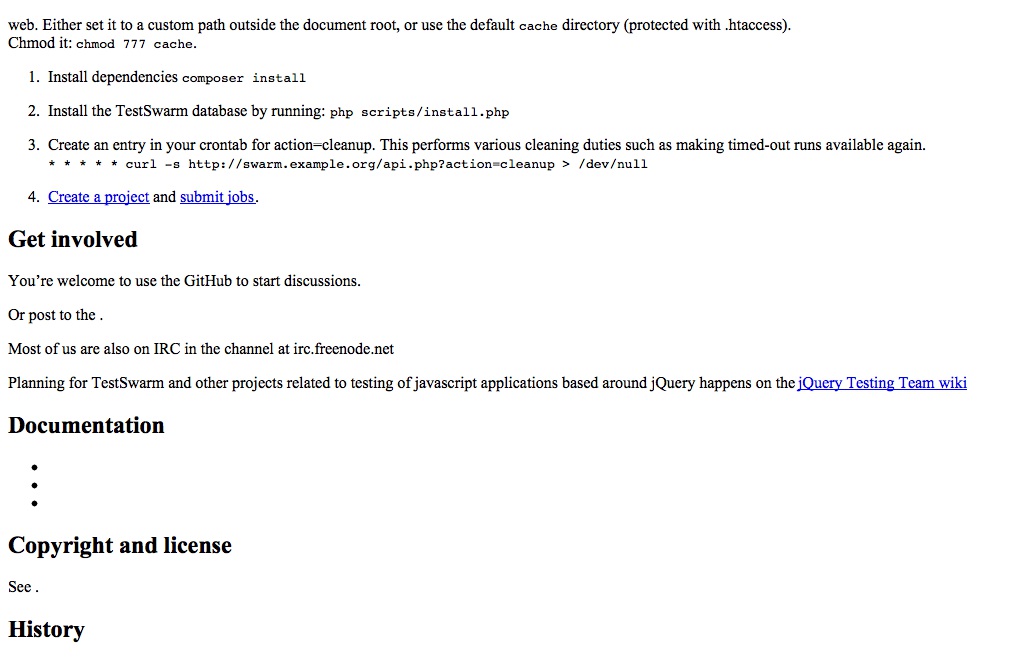 web. Either set it to a custom path outside the document root, or use the default cache directory (protected with .htaccess).
Chmod it: chmod 777 cache.
1. Install dependencies composer install
2. Install the TestSwarm database by running: php scripts/install.php
3. Create an entry in your crontab for action=cleanup. This performs various cleaning duties such as making timed-out runs available again.
* * * * * curl -s http://swarm.example.org/api.php?action=cleanup > /dev/null
4. Create a project and submit jobs.
Get involved
You’re welcome to use the GitHub to start discussions.
Or post to the .
Most of us are also on IRC in the channel at irc.freenode.net
Planning for TestSwarm and other projects related to testing of javascript applications based around jQuery happens on the jQuery Testing Team wiki
Documentation
Copyright and license
See .
History